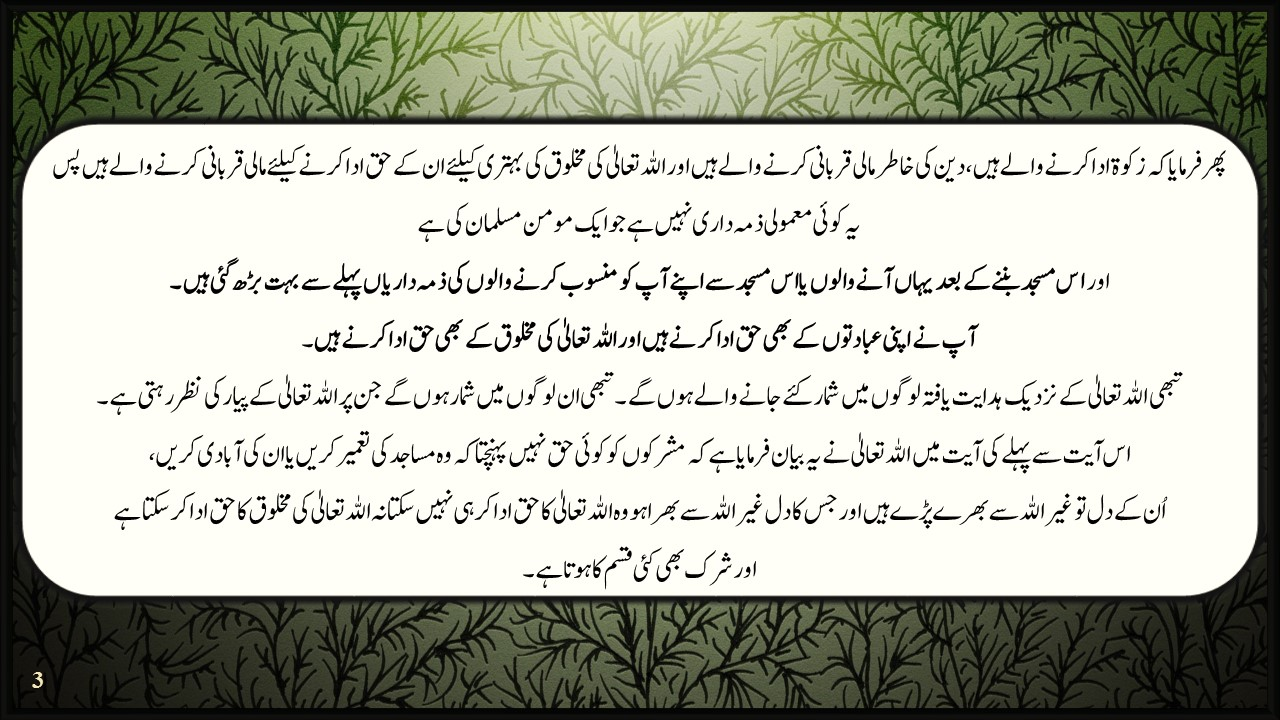 پھر فرمایا کہ زکوۃ ادا کرنے والے ہیں، دین کی خاطر مالی قربانی کرنے والے ہیں اور اللہ تعالیٰ کی مخلوق کی بہتری کیلئے ان کے حق ادا کرنے کیلئے مالی قربانی کرنے والے ہیں پس
یہ کوئی معمولی ذمہ داری نہیں ہے جو ایک مومن مسلمان کی ہے
اور اس مسجد بننے کے بعد یہاں آنے والوں یا اس مسجد سے اپنے آپ کو منسوب کرنے والوں کی ذمہ داریاں پہلے سے بہت بڑھ گئی ہیں۔
آپ نے اپنی عبادتوں کے بھی حق ادا کرنے ہیں اور اللہ تعالیٰ کی مخلوق کے بھی حق ادا کرنے ہیں۔
تبھی اللہ تعالیٰ کے نزدیک ہدایت یافتہ لوگوں میں شمار کئے جانے والے ہوں گے۔ تبھی ان لوگوں میں شمار ہوں گے جن پر اللہ تعالیٰ کے پیار کی نظر رہتی ہے۔
اس آیت سے پہلے کی آیت میں اللہ تعالیٰ نے یہ بیان فرمایا ہے کہ مشرکوں کو کوئی حق نہیں پہنچتا کہ وہ مساجد کی تعمیر کریں یا ان کی آبادی کریں،
اُن کے دل تو غیر اللہ سے بھرے پڑے ہیں اور جس کا دل غیر اللہ سے بھرا ہو وہ اللہ تعالیٰ کا حق ادا کر ہی نہیں سکتا نہ اللہ تعالیٰ کی مخلوق کا حق ادا کر سکتا ہے
اور شرک بھی کئی قسم کا ہوتا ہے۔
3